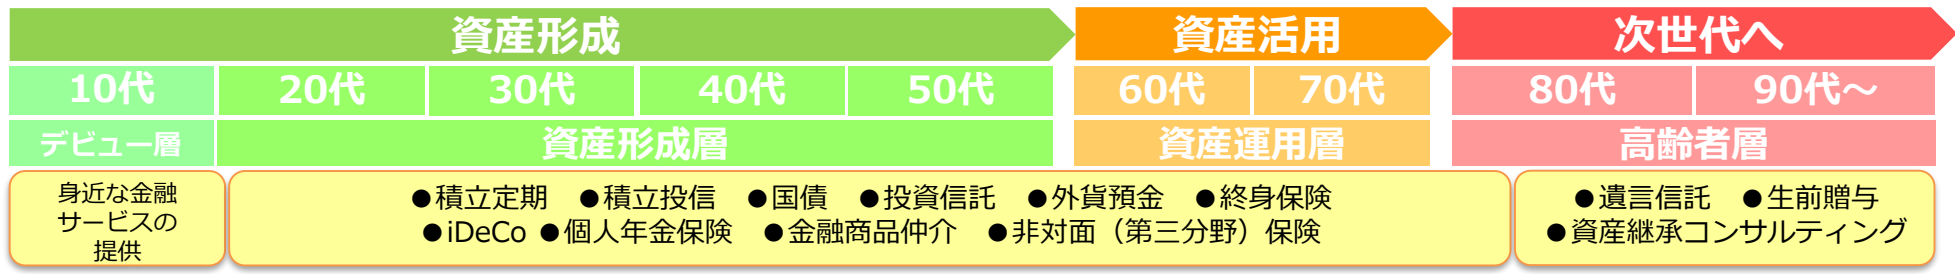 資産形成 資産活用 次世代へ
10代 20代 30代 40代 50代 60代 70代 80代 90代～
デビュー層 資産形成層 資産運用層 高齢者層
身近な金融
サービスの
提供
●積立定期 ●積立投信 ●国債 ●投資信託 ●外貨預金 ●終身保険
●iDeCo ●個人年金保険 ●金融商品仲介 ●非対面（第三分野）保険
●遺言信託 ●生前贈与
●資産継承コンサルティング